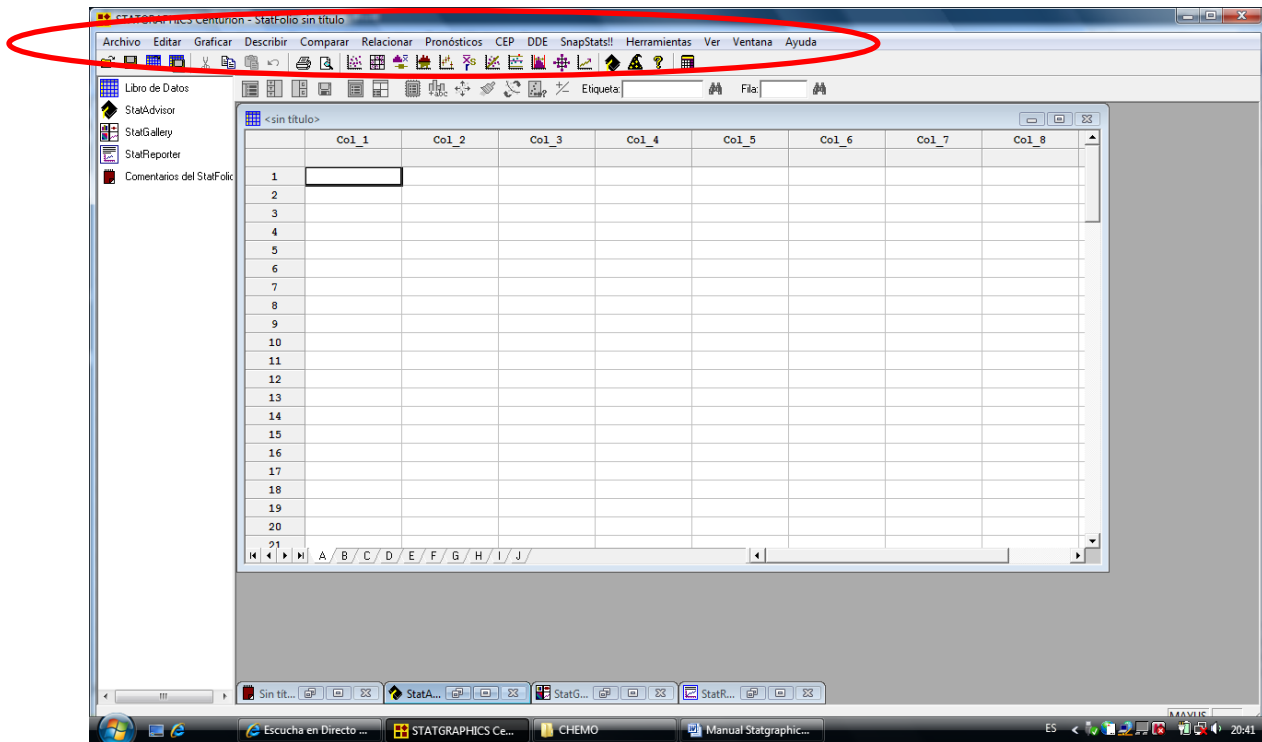 STATGRAPHICS Centurion - StatFolio sin título
Archivo Editar Graficar Describir Comparar Relacionar Pronósticos CEP DDE SnapStats!! Herramientas Ver Ventana Ayuda
Libro de Datos
StatAdvisor
StatGallery
StatReporter
Comentarios del StatFolio
Etiqueta:
Fila:
<sin título>
Col_1 Col_2 Col_3 Col_4 Col_5 Col_6 Col_7 Col_8
1
2
3
4
5
6
7
8
9
10
11
12
13
14
15
16
17
18
19
20
21
A B C D E F G H I J
Sin tit... StatA... StatG... StatR...
MAYUS
Escucha en Directo ... STATGRAPHICS Ce... CHEMO Manual Statgraphic... ES 20:41